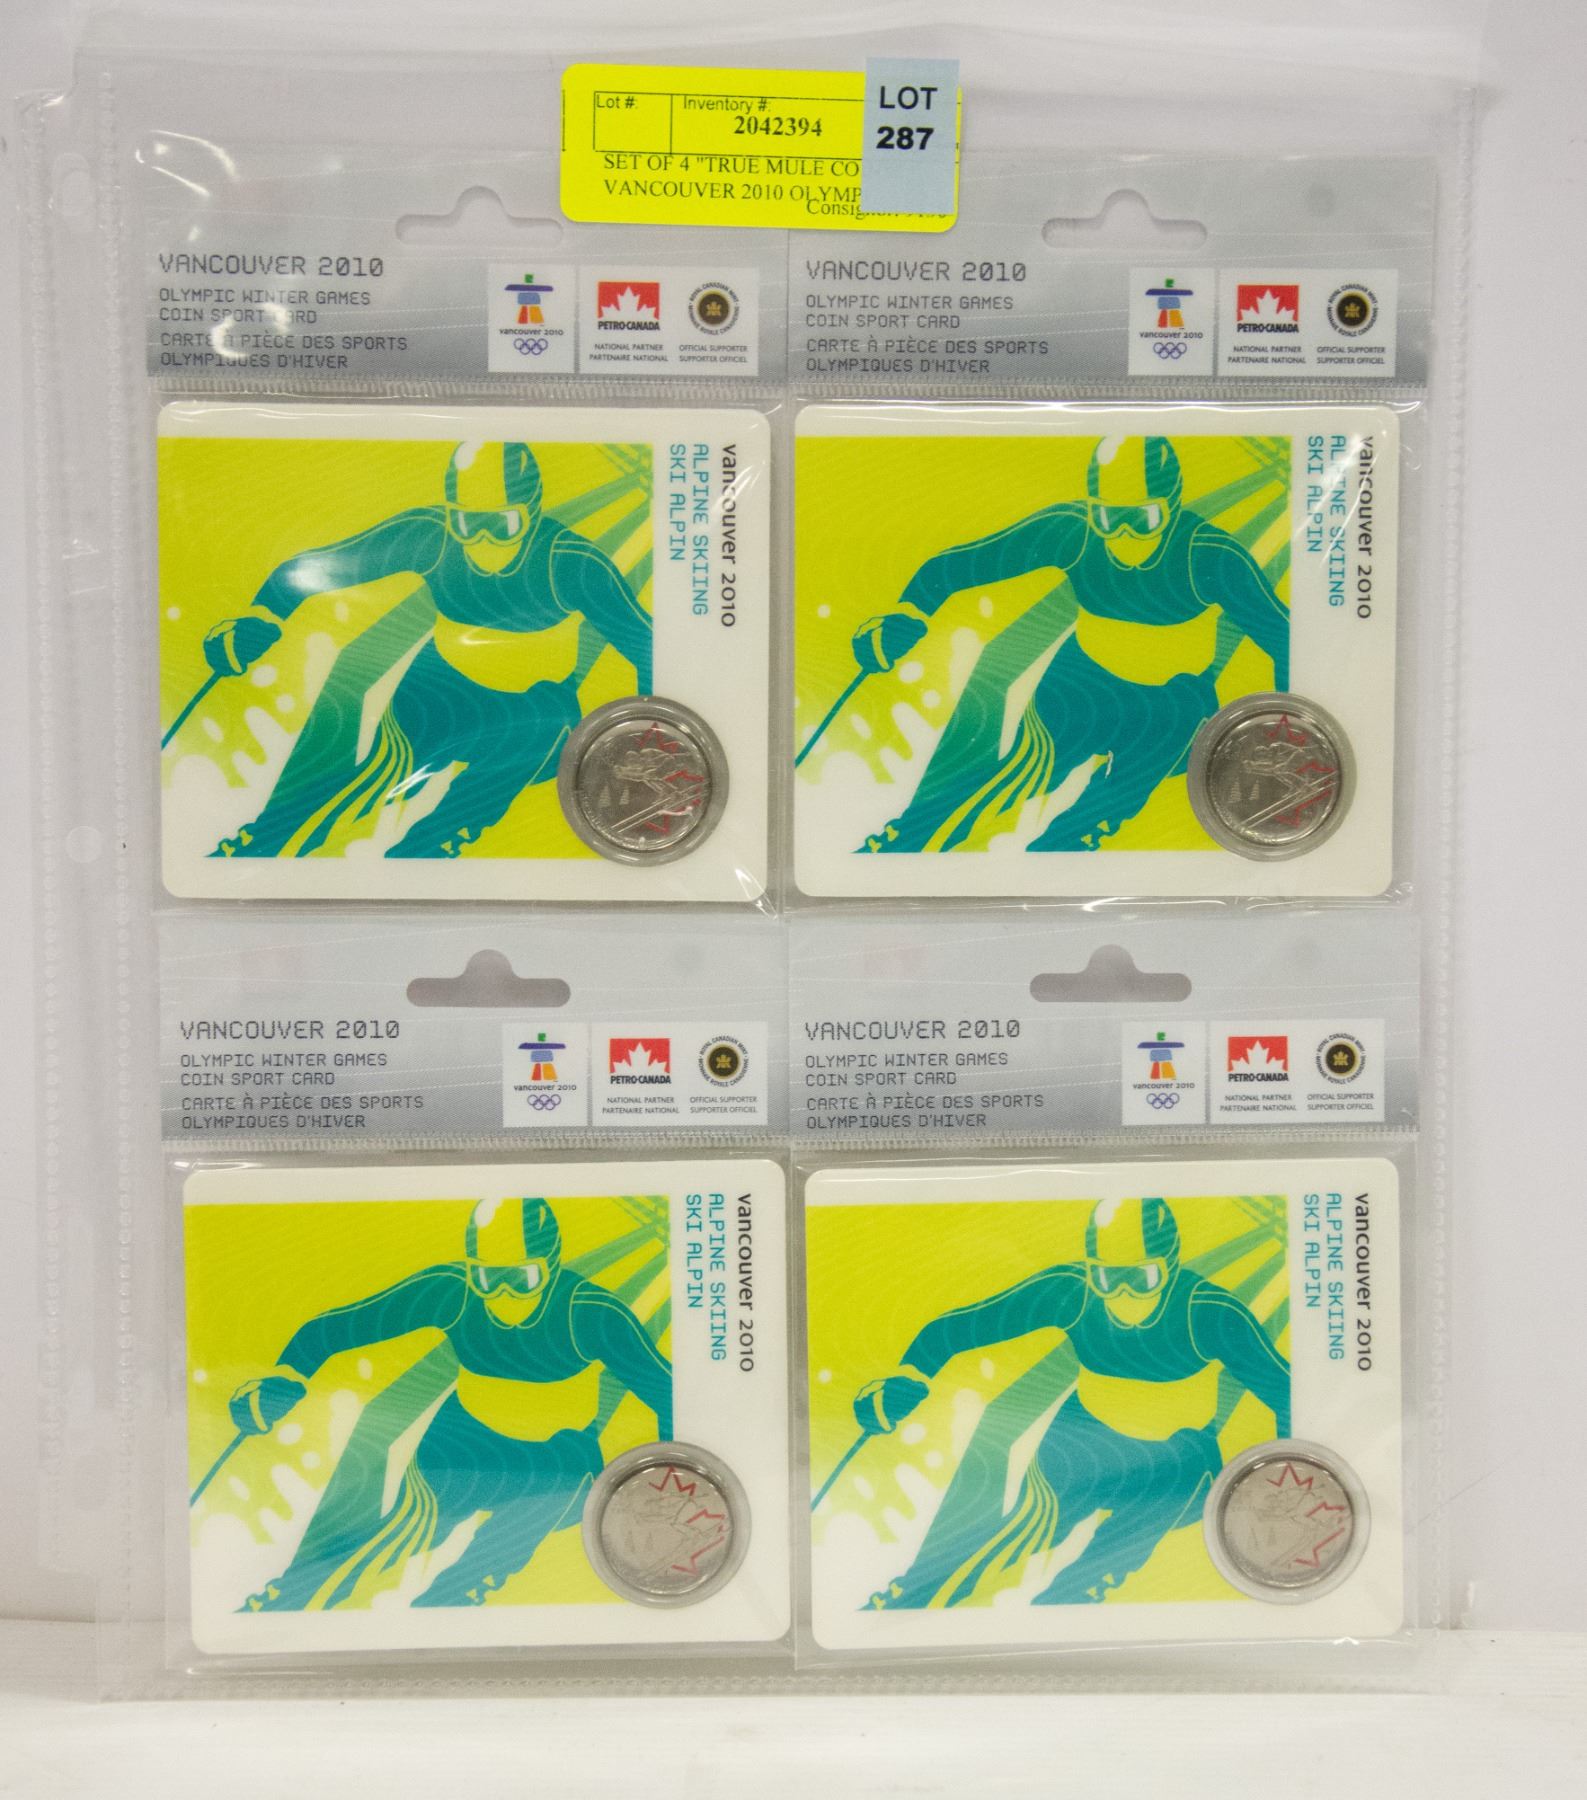 Lot #: Inventory #:
2042394
LOT
287
SET OF 4 "TRUE MULE CO
VANCOUVER 2010 OLYMP
VANCOUVER 2010
OLYMPIC WINTER GAMES
COIN SPORT CARD
CARTE À PIÈCE DES SPORTS
OLYMPIQUES D'HIVER
vancouver 2010
PETRO-CANADA
NATIONAL PARTNER
PARTENAIRE NATIONAL
OFFICIAL SUPPORTER
SUPPORTER OFFICIEL
vancouver 2010
ALPINE SKIING
SKI ALPIN
VANCOUVER 2010
OLYMPIC WINTER GAMES
COIN SPORT CARD
CARTE À PIÈCE DES SPORTS
OLYMPIQUES D'HIVER
vancouver 2010
PETRO-CANADA
NATIONAL PARTNER
PARTENAIRE NATIONAL
OFFICIAL SUPPORTER
SUPPORTER OFFICIEL
vancouver 2010
ALPINE SKIING
SKI ALPIN
VANCOUVER 2010
OLYMPIC WINTER GAMES
COIN SPORT CARD
CARTE À PIÈCE DES SPORTS
OLYMPIQUES D'HIVER
vancouver 2010
PETRO-CANADA
NATIONAL PARTNER
PARTENAIRE NATIONAL
ROYAL CANADIAN MINT
MONNAIE ROYALE CANADIENNE
OFFICIAL SUPPORTER
SUPPORTER OFFICIEL
vancouver 2010
ALPINE SKIING
SKI ALPIN
VANCOUVER 2010
OLYMPIC WINTER GAMES
COIN SPORT CARD
CARTE À PIÈCE DES SPORTS
OLYMPIQUES D'HIVER
vancouver 2010
PETRO-CANADA
NATIONAL PARTNER
PARTENAIRE NATIONAL
OFFICIAL SUPPORTER
SUPPORTER OFFICIEL
vancouver 2010
ALPINE SKIING
SKI ALPIN